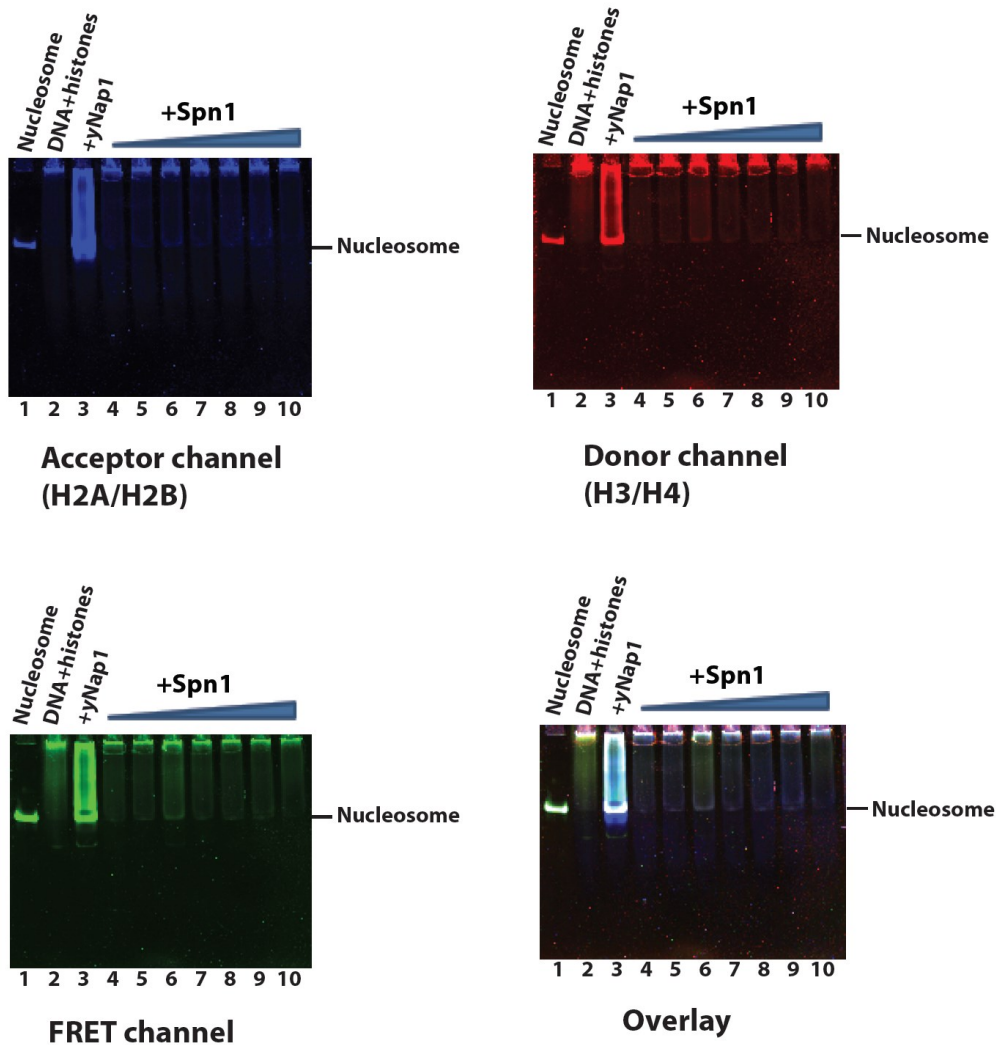 Nucleosome
DNA+histones
+yNap1
+Spn1
Nucleosome
1 2 3 4 5 6 7 8 9 10
Acceptor channel
(H2A/H2B)
Nucleosome
DNA+histones
+yNap1
+Spn1
Nucleosome
1 2 3 4 5 6 7 8 9 10
Donor channel
(H3/H4)
Nucleosome
DNA+histones
+yNap1
+Spn1
Nucleosome
1 2 3 4 5 6 7 8 9 10
FRET channel
Nucleosome
DNA+histones
+yNap1
+Spn1
Nucleosome
1 2 3 4 5 6 7 8 9 10
Overlay